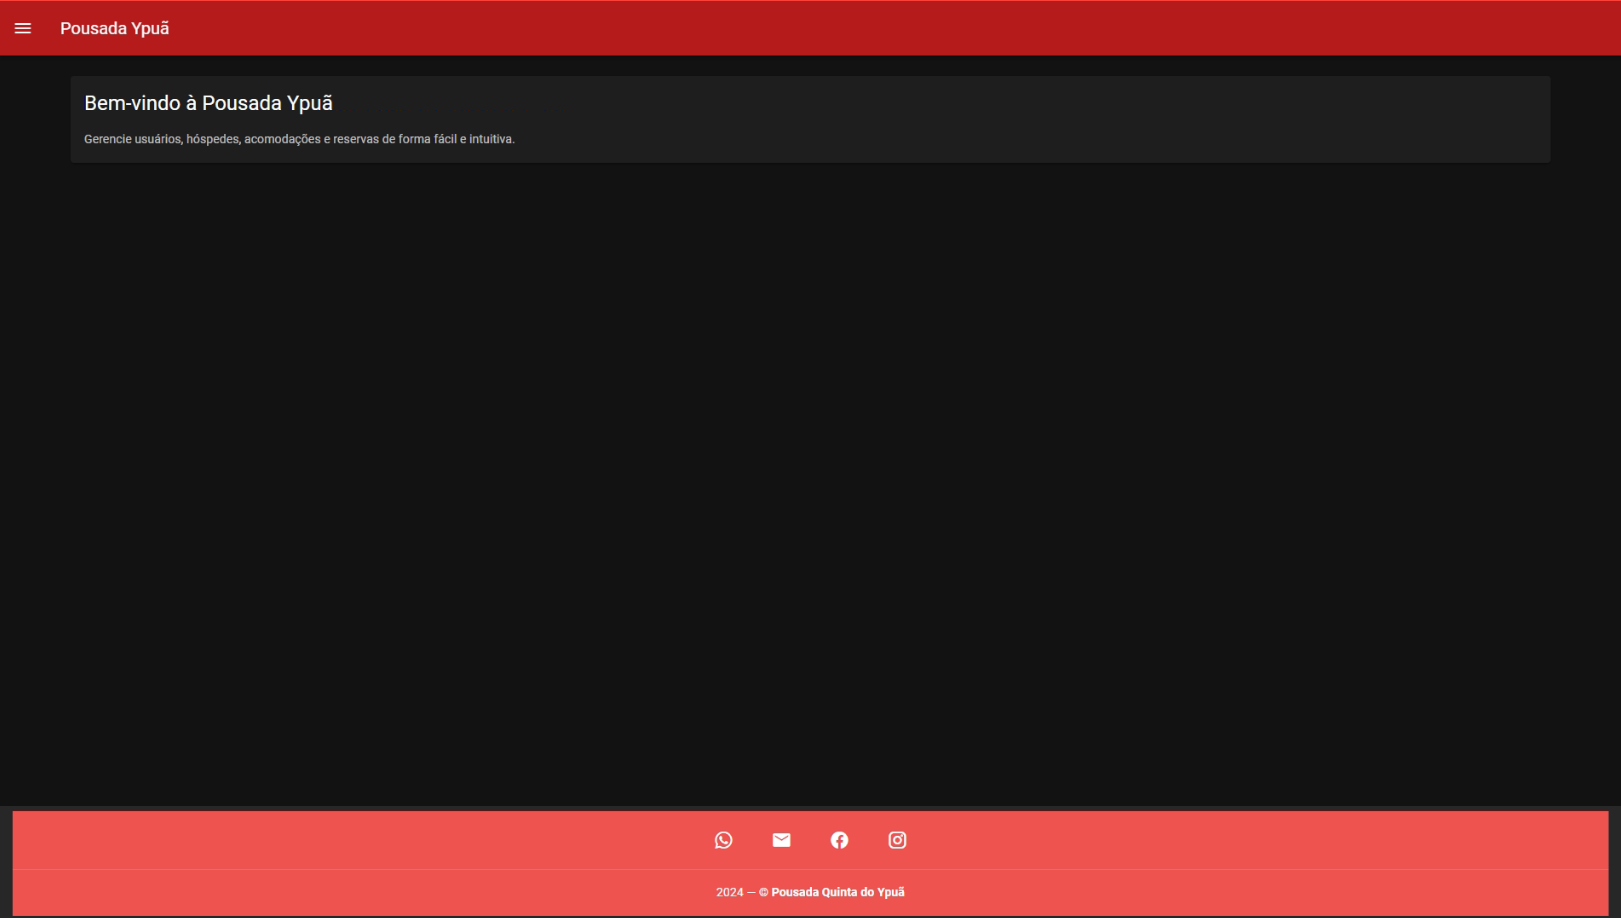 Pousada Ypuã
Bem-vindo à Pousada Ypuã
Gerencie usuários, hóspedes, acomodações e reservas de forma fácil e intuitiva.
2024 — © Pousada Quinta do Ypuã